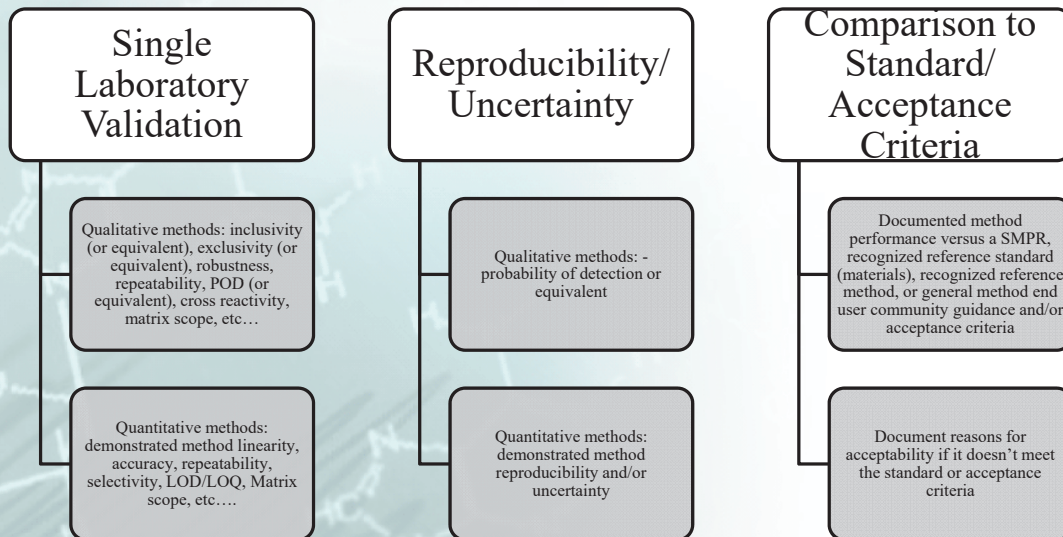 Single
Laboratory
Validation
Qualitative methods: inclusivity
(or equivalent), exclusivity (or
equivalent), robustness,
repeatability, POD (or
equivalent), cross reactivity,
matrix scope, etc…
Quantitative methods:
demonstrated method linearity,
accuracy, repeatability,
selectivity, LOD/LOQ, Matrix
scope, etc….
Reproducibility/
Uncertainty
Qualitative methods: -
probability of detection or
equivalent
Quantitative methods:
demonstrated method
reproducibility and/or
uncertainty
Comparison to
Standard/
Acceptance
Criteria
Documented method
performance versus a SMPR,
recognized reference standard
(materials), recognized reference
method, or general method end
user community guidance and/or
acceptance criteria
Document reasons for
acceptability if it doesn’t meet
the standard or acceptance
criteria